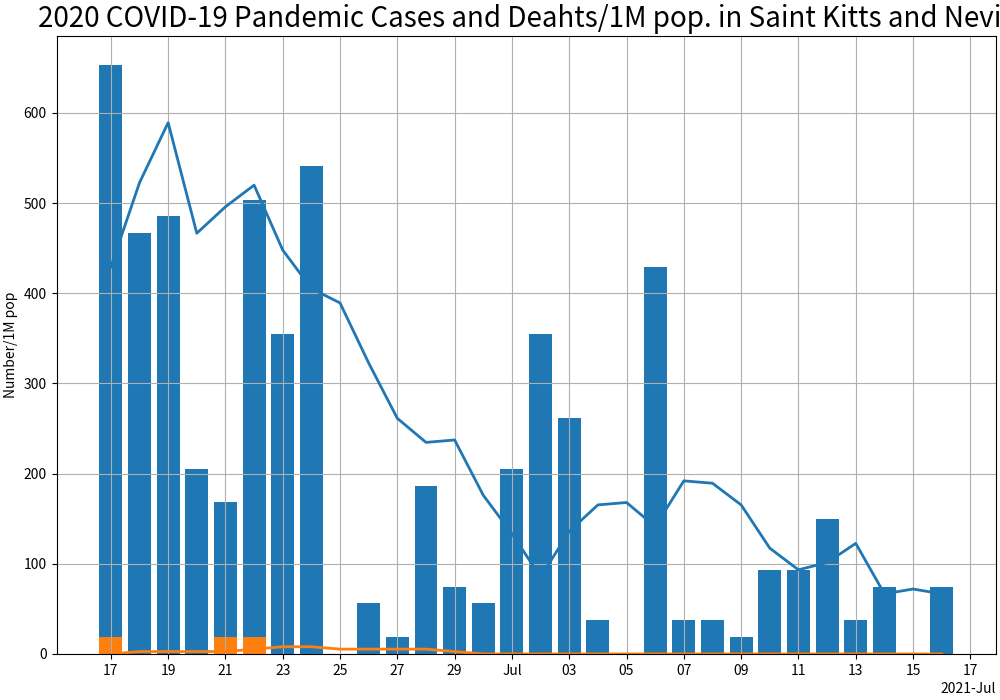 2020 COVID-19 Pandemic Cases and Deahts/1M pop. in Saint Kitts and Nevi
600
500
400
300
200
100
0
Number/1M pop
17 19 21 23 25 27 29 Jul 03 05 07 09 11 13 15 17
2021-Jul